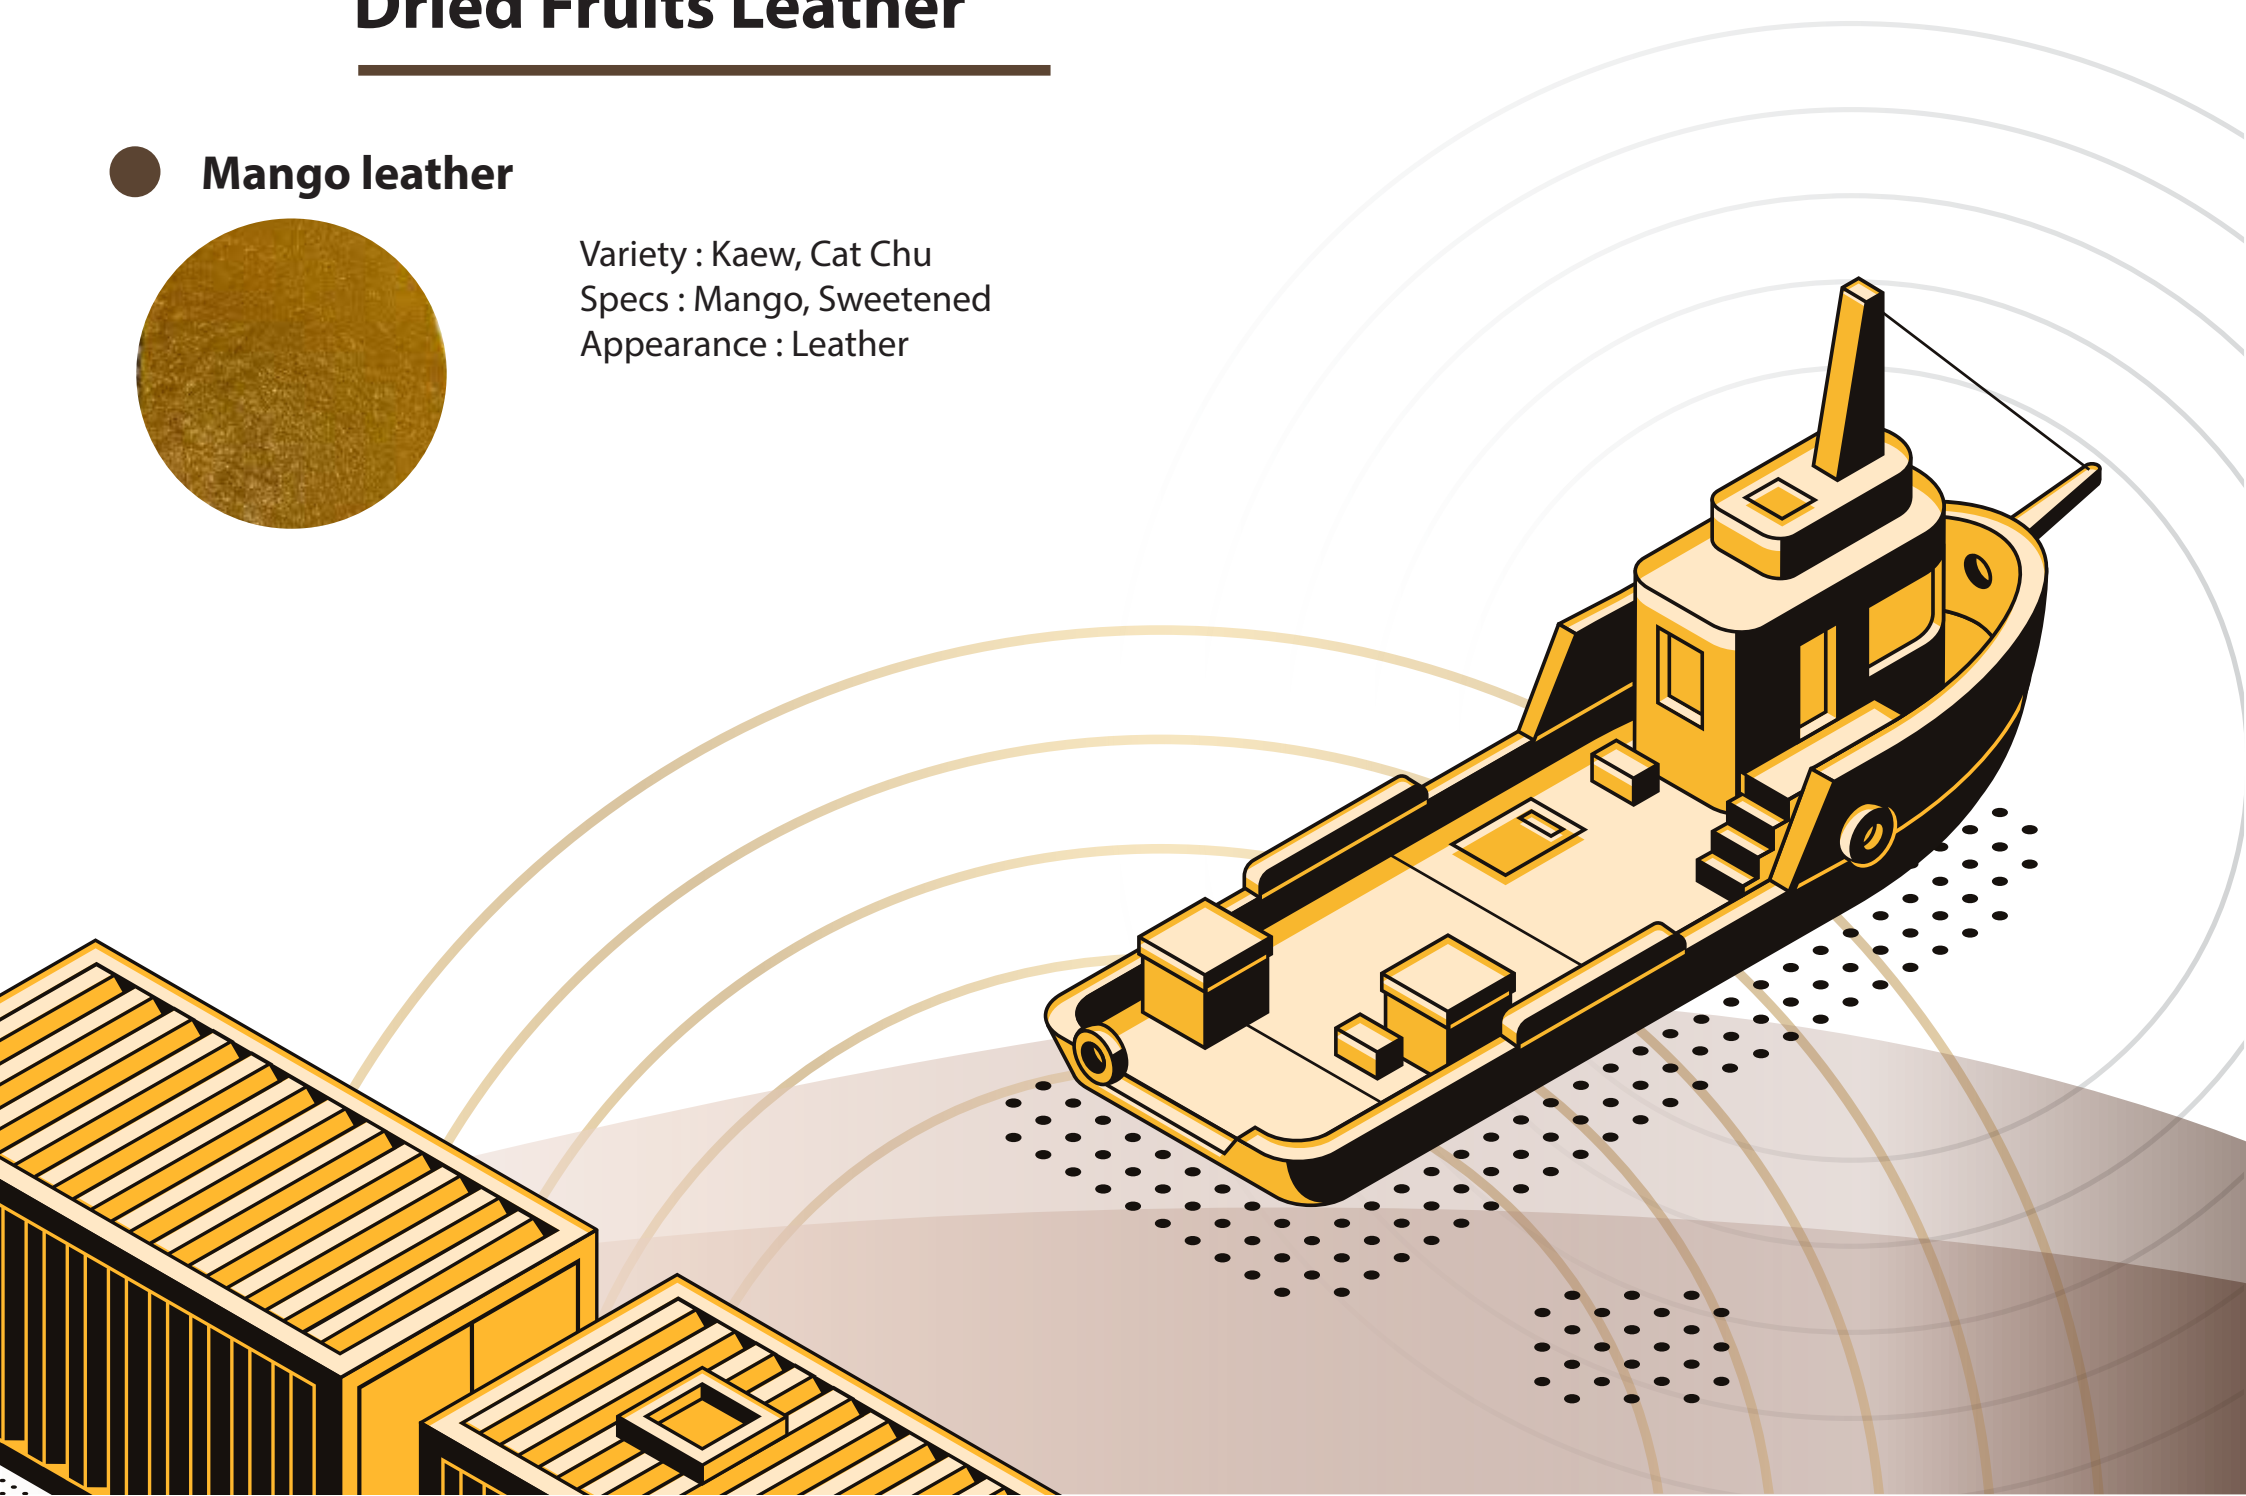 Dried Fruits Leather
Mango leather
Variety : Kaew, Cat Chu
Specs : Mango, Sweetened
Appearance : Leather